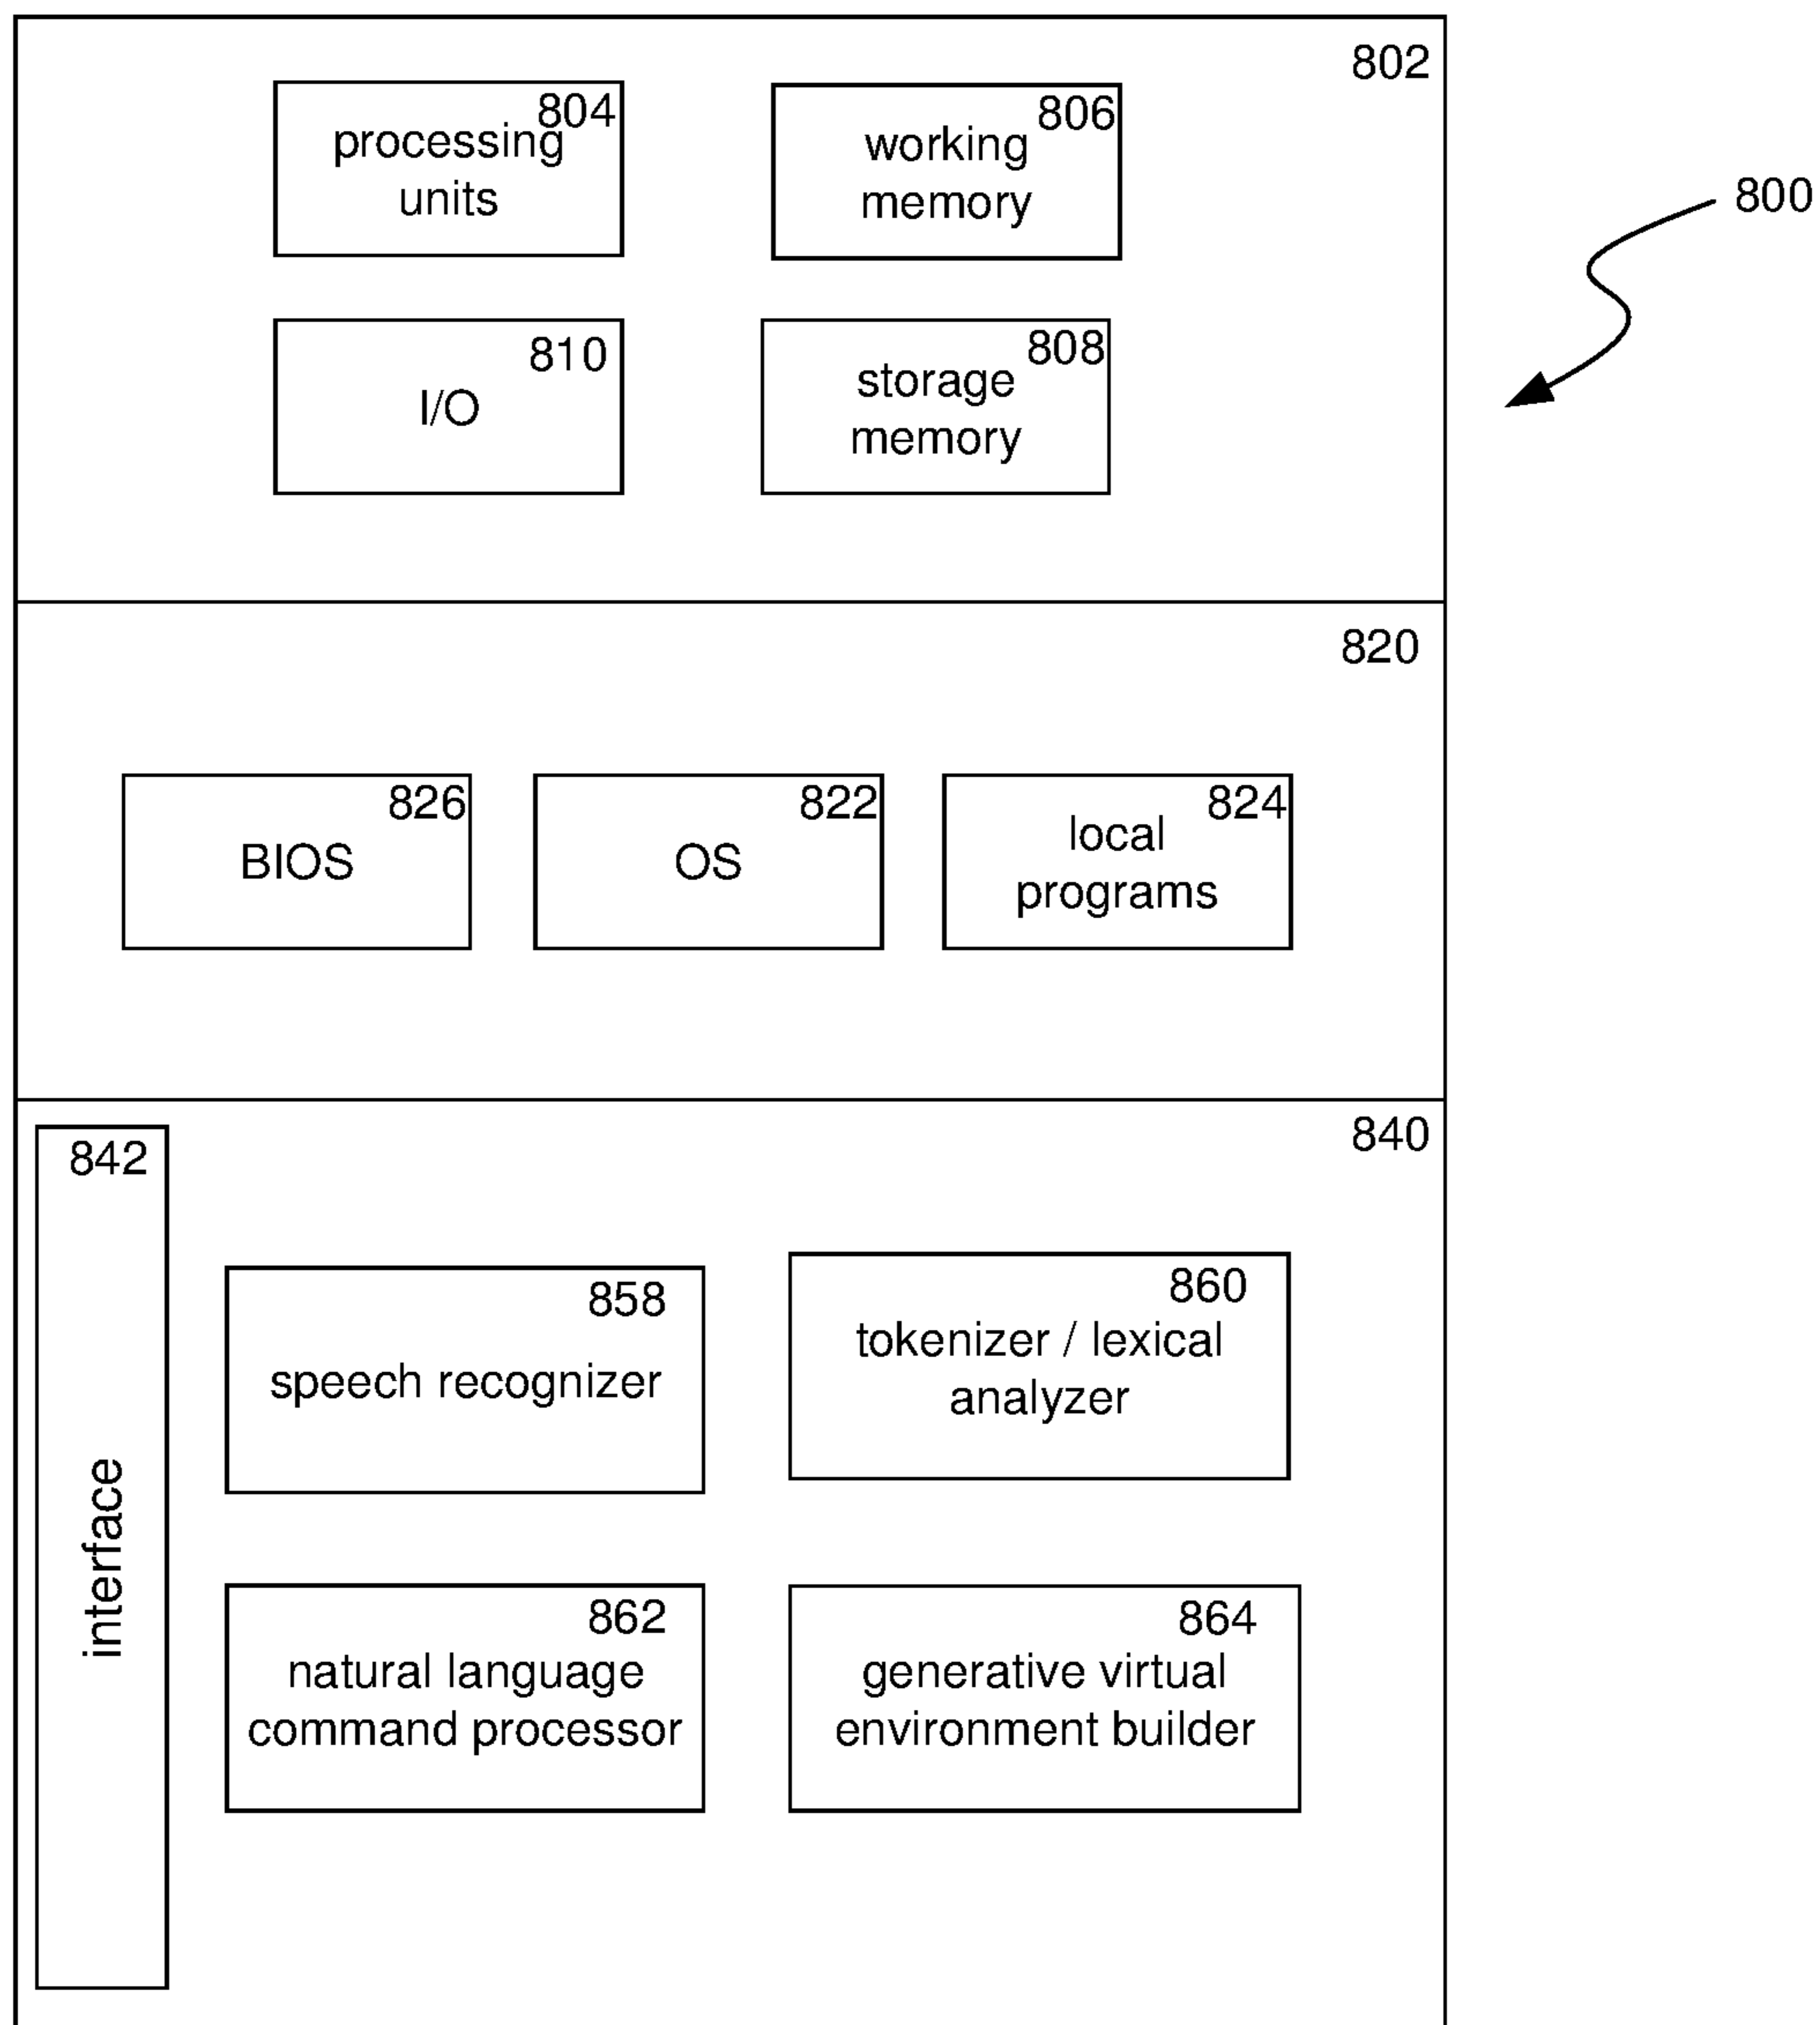 802
804
processing
units
806
working
memory
800
810
I/O
808
storage
memory
820
826
BIOS
822
OS
824
local
programs
840
842
interface
858
speech recognizer
860
tokenizer / lexical
analyzer
862
natural language
command processor
864
generative virtual
environment builder